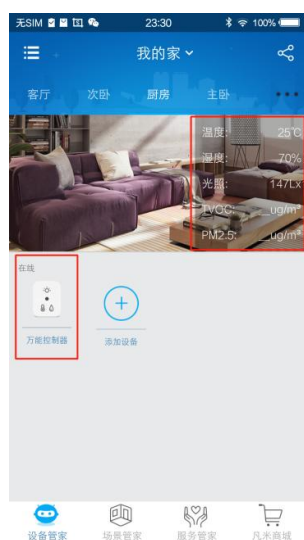 无SIM 23:30 100%
我的家
客厅 次卧 厨房 主卧
温度: 25℃
湿度: 70%
光照: 147Lx
TVOC: __ug/m³
PM2.5: __ug/m³
在线
万能控制器 添加设备
设备管家 场景管家 服务管家 凡米商城